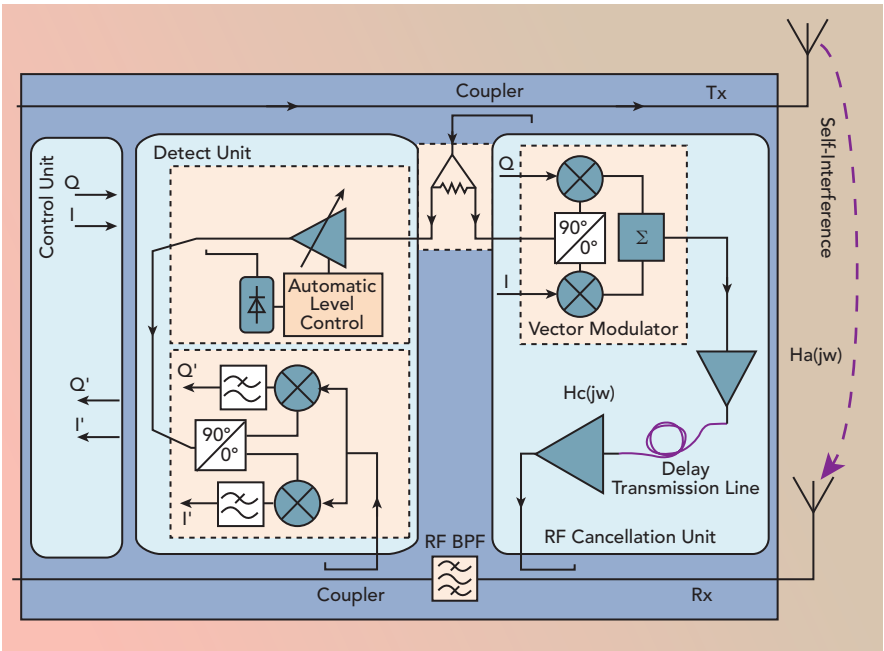 Coupler
Tx
Self-Interference
Control Unit
Q
I
Q'
I'
Detect Unit
Automatic
Level
Control
Q'
90°
0°
I'
Q
90°
0°
Σ
I
Vector Modulator
Ha(jw)
Hc(jw)
Delay
Transmission Line
RF Cancellation Unit
RF BPF
Coupler
Rx